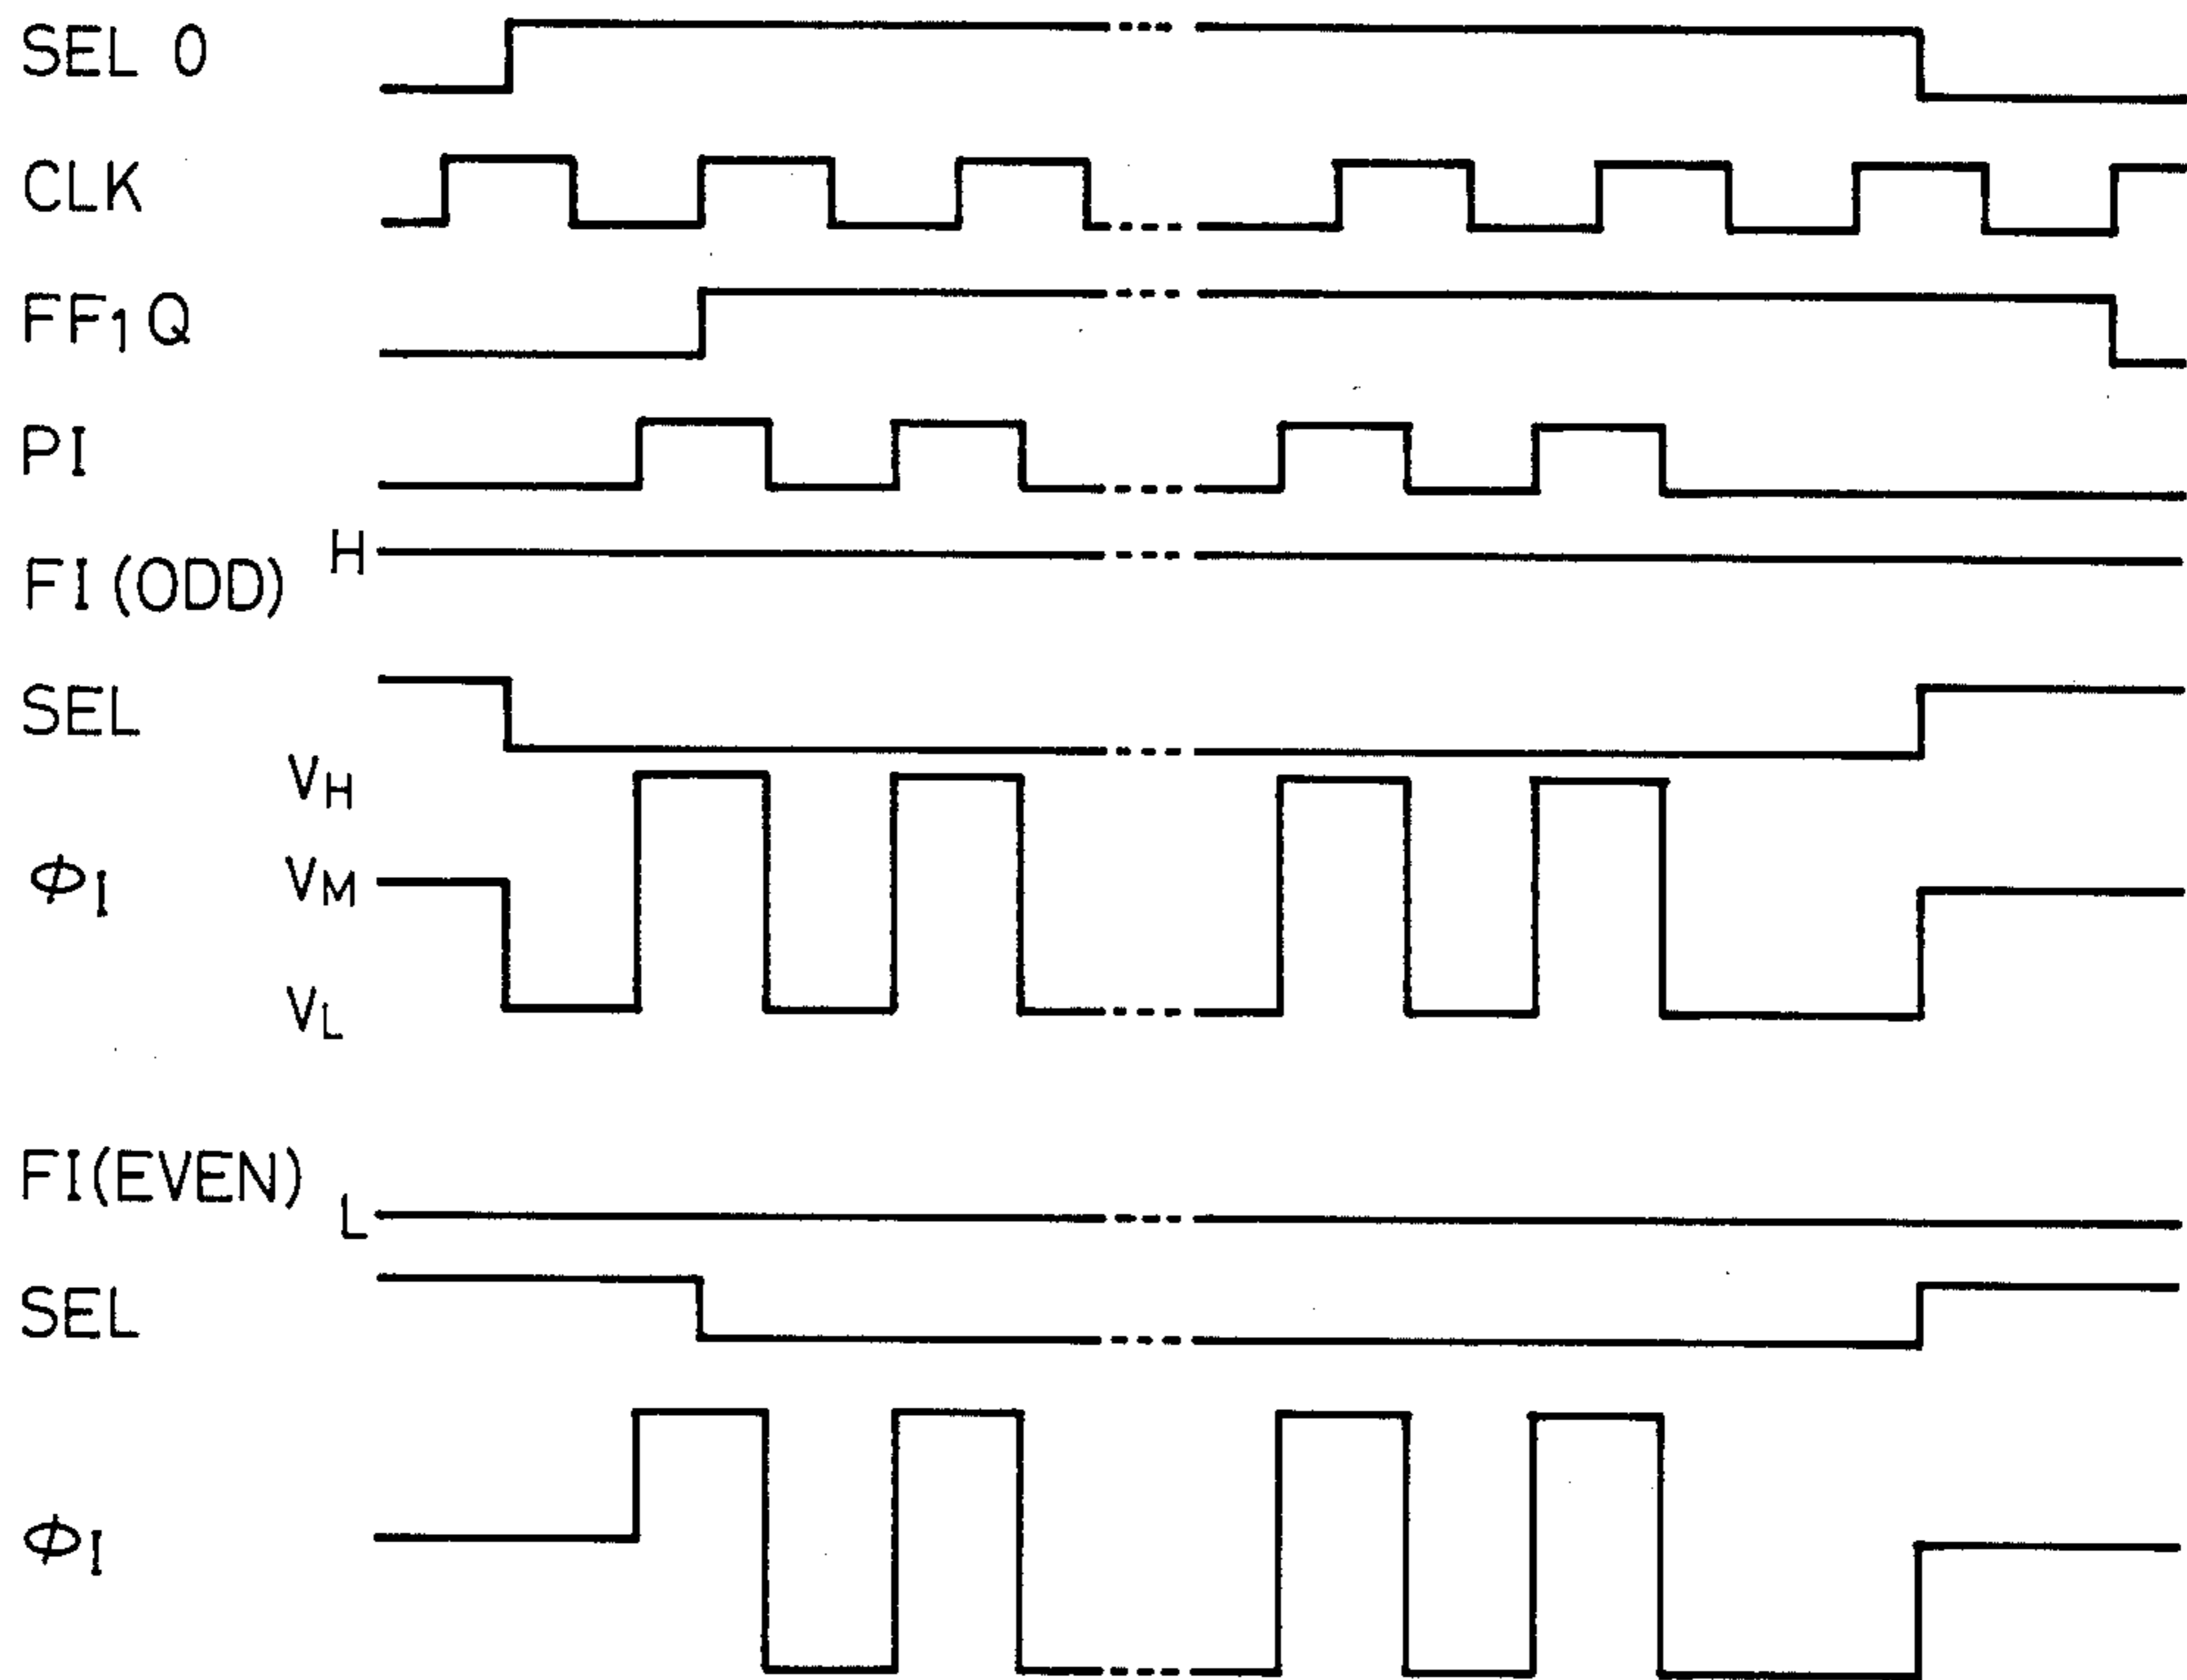 SEL 0
CLK
FF1 Q
PI
FI (ODD) H
SEL
VH
ΦI VM
VL
FI(EVEN) L
SEL
ΦI